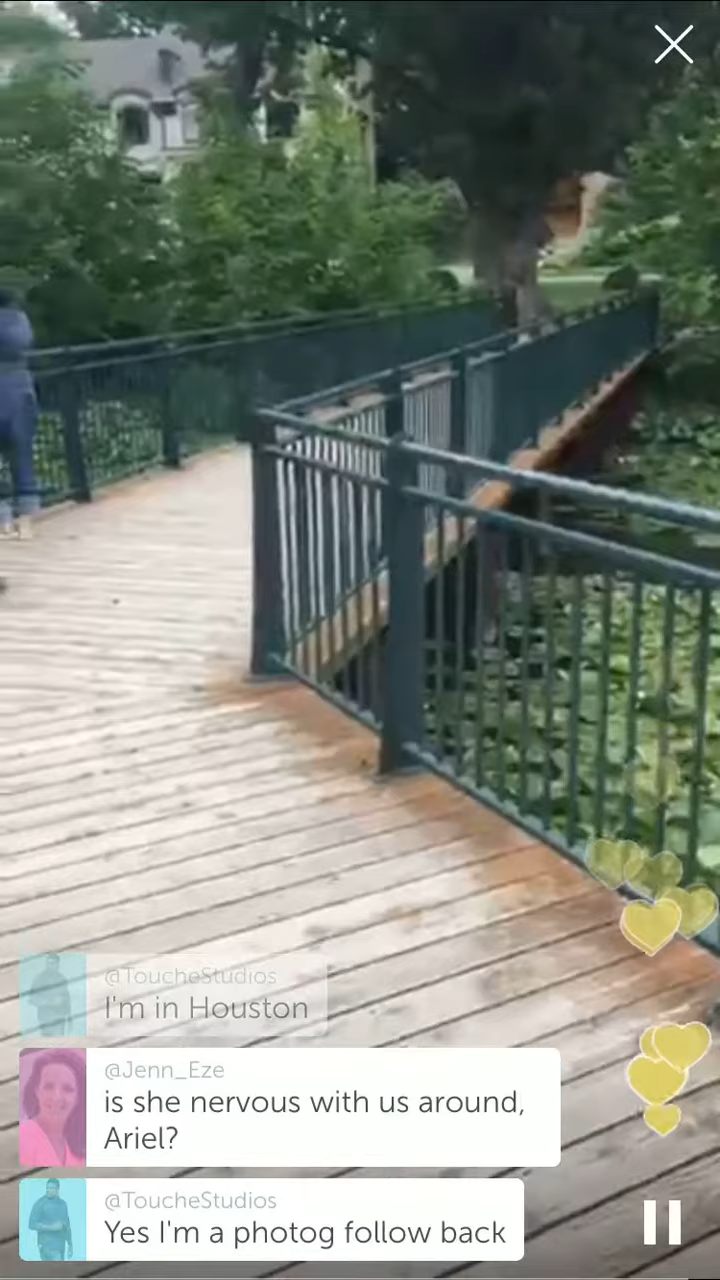 @ToucheStudios
I'm in Houston
@Jenn_Eze
is she nervous with us around,
Ariel?
@ToucheStudios
Yes I'm a photog follow back